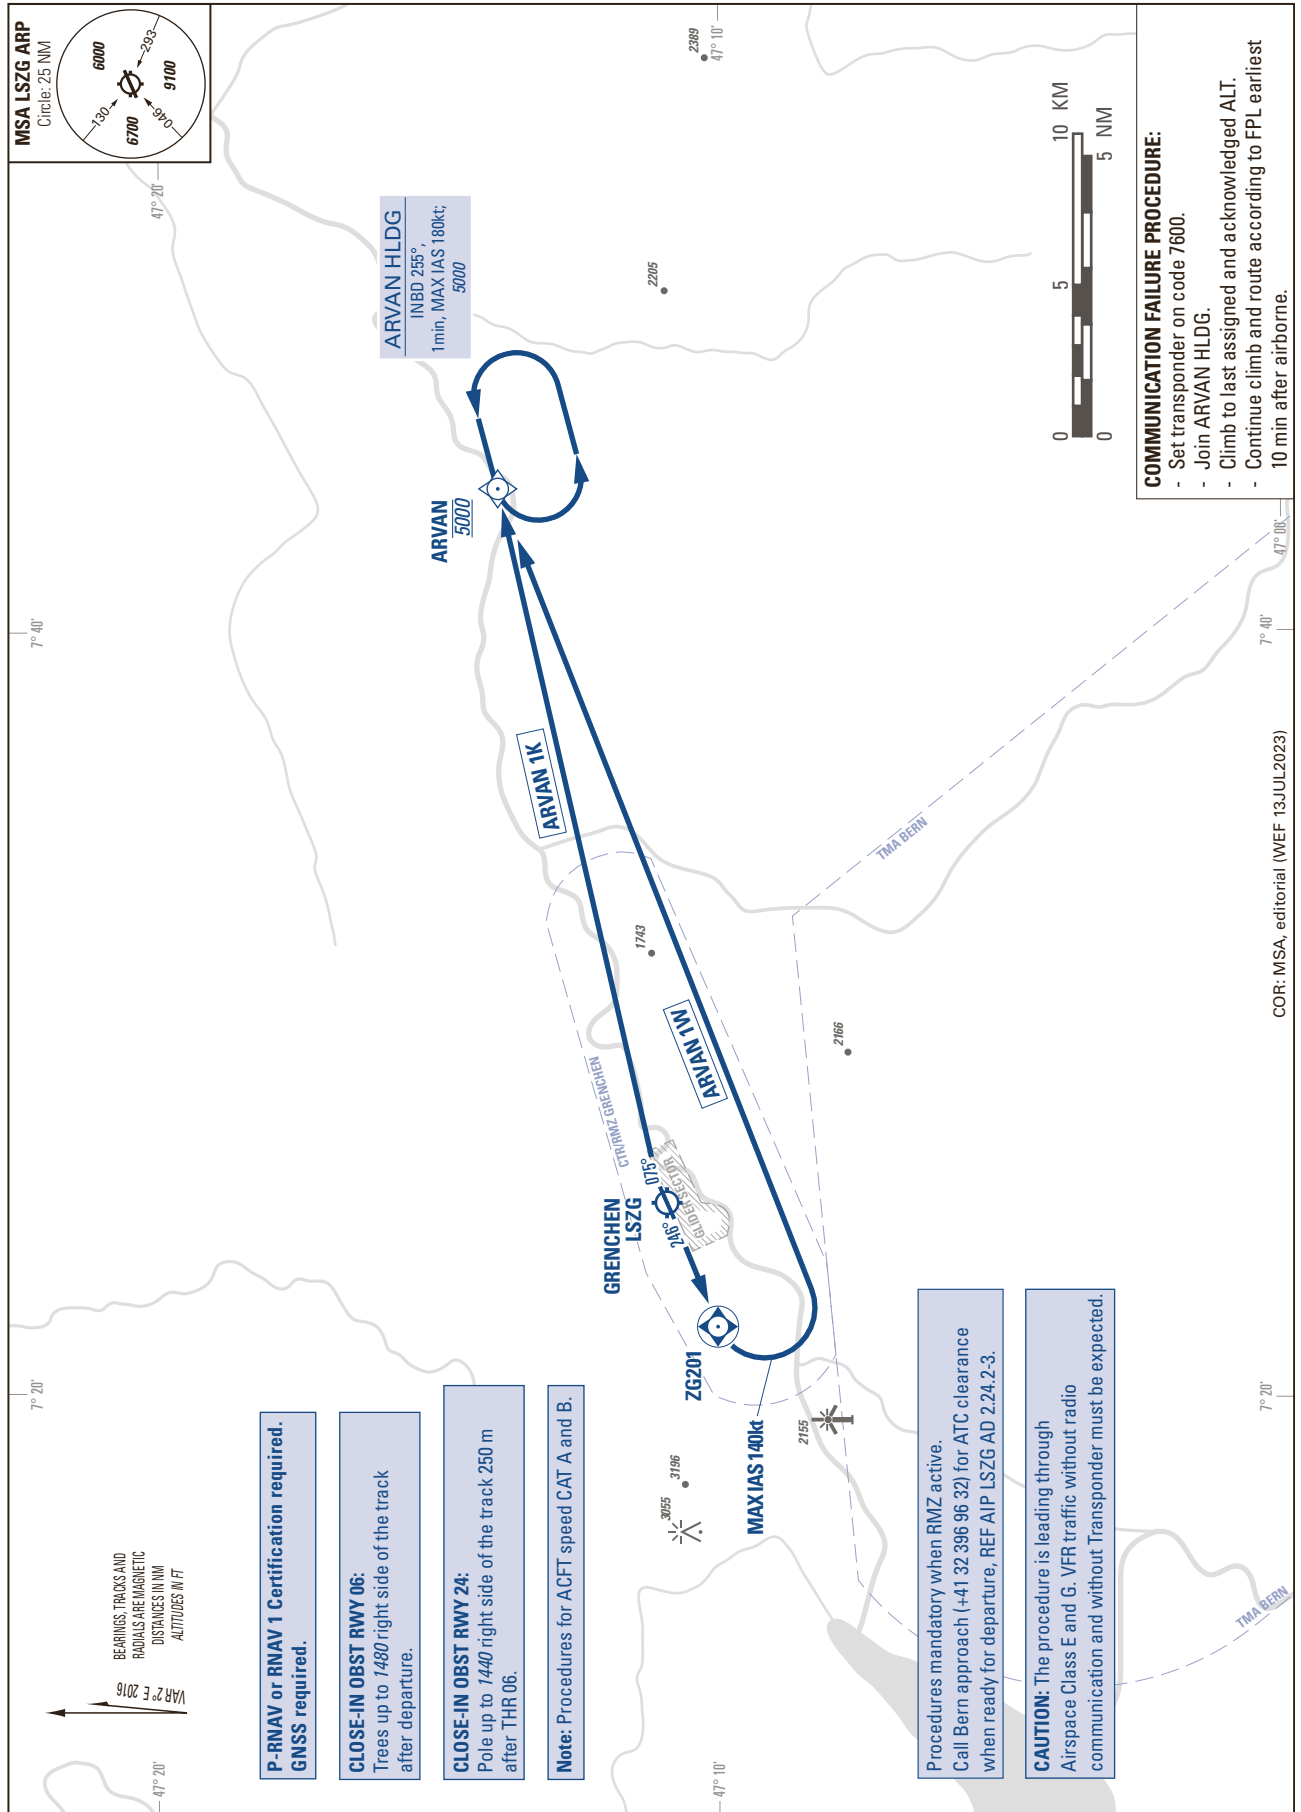 BEARINGS, TRACKS AND
RADIALS ARE MAGNETIC
DISTANCES IN NM
ALTITUDES IN FT
VAR 2° E 2016
7° 20'
7° 40'
47° 20'
47° 20'
MSA LSZG ARP
Circle: 25 NM
130
6000
293
6700
046
9100
P-RNAV or RNAV 1 Certification required.
GNSS required.
CLOSE-IN OBST RWY 06:
Trees up to 1480 right side of the track
after departure.
CLOSE-IN OBST RWY 24:
Pole up to 1440 right side of the track 250 m
after THR 06.
Note: Procedures for ACFT speed CAT A and B.
ARVAN HLDG
INBD 255°,
1min, MAX IAS 180kt;
5000
ARVAN
5000
ARVAN 1K
CTR/RMZ GRENCHEN
GRENCHEN
LSZG
075°
246°
GLIDER SECTOR
1743
2205
2389
47° 10'
47° 10'
3055
3196
ZG201
ARVAN 1W
MAX IAS 140kt
2155
2166
TMA BERN
Procedures mandatory when RMZ active.
Call Bern approach (+41 32 396 96 32) for ATC clearance
when ready for departure, REF AIP LSZG AD 2.24.2-3.
CAUTION: The procedure is leading through
Airspace Class E and G. VFR traffic without radio
communication and without Transponder must be expected.
0
5
10 KM
0
5 NM
COMMUNICATION FAILURE PROCEDURE:
- Set transponder on code 7600.
- Join ARVAN HLDG.
- Climb to last assigned and acknowledged ALT.
- Continue climb and route according to FPL earliest
10 min after airborne.
TMA BERN
7° 20'
7° 40'
47° 08'
COR: MSA, editorial (WEF 13JUL2023)